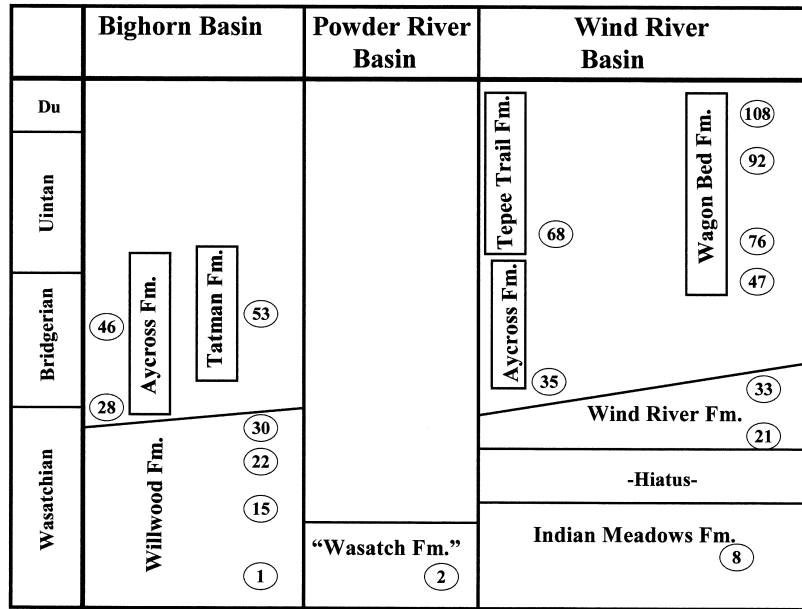 Bighorn Basin
Powder River
Basin
Wind River
Basin
Du
Uintan
Bridgerian
Wasatchian
46
28
Aycross Fm.
Tatman Fm.
53
Willwood Fm.
30
22
15
1
"Wasatch Fm."
2
Tepee Trail Fm.
68
Aycross Fm.
35
Wagon Bed Fm.
108
92
76
47
33
Wind River Fm.
21
-Hiatus-
Indian Meadows Fm.
8